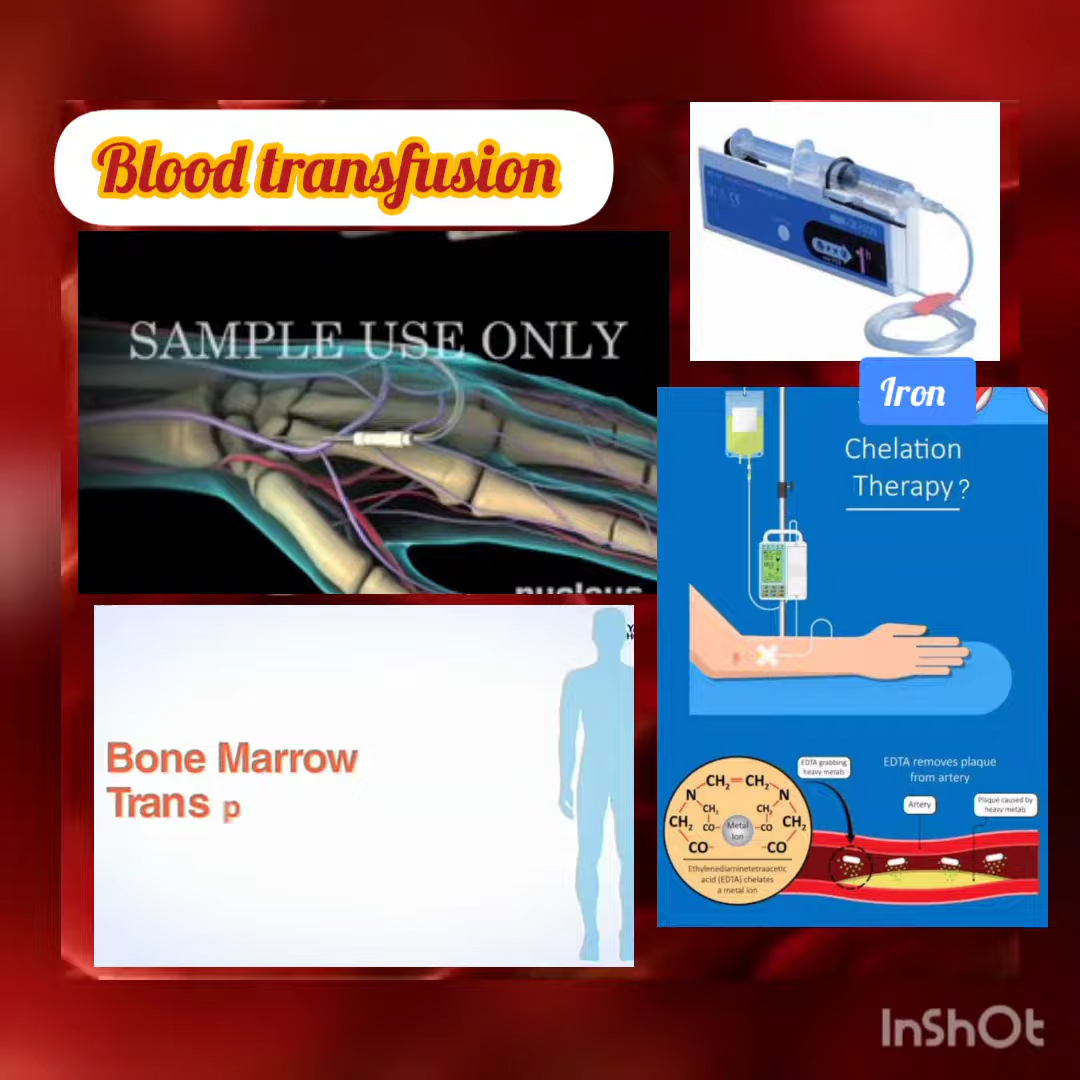 Blood transfusion
SAMPLE USE ONLY
Iron
Chelation
Therapy?
Bone Marrow
Trans p
EDTA grabbing
heavy metals
EDTA removes plaque
from artery
Artery
Plaque caused by
heavy metals
CH₂ CH₂
N N
CH₂ CH₂
CH₂ CO- -CO CH₂
Metal
Ion
CO- -CO
Ethylenediaminetetraacetic
acid (EDTA) chelates
a metal ion
InShOt